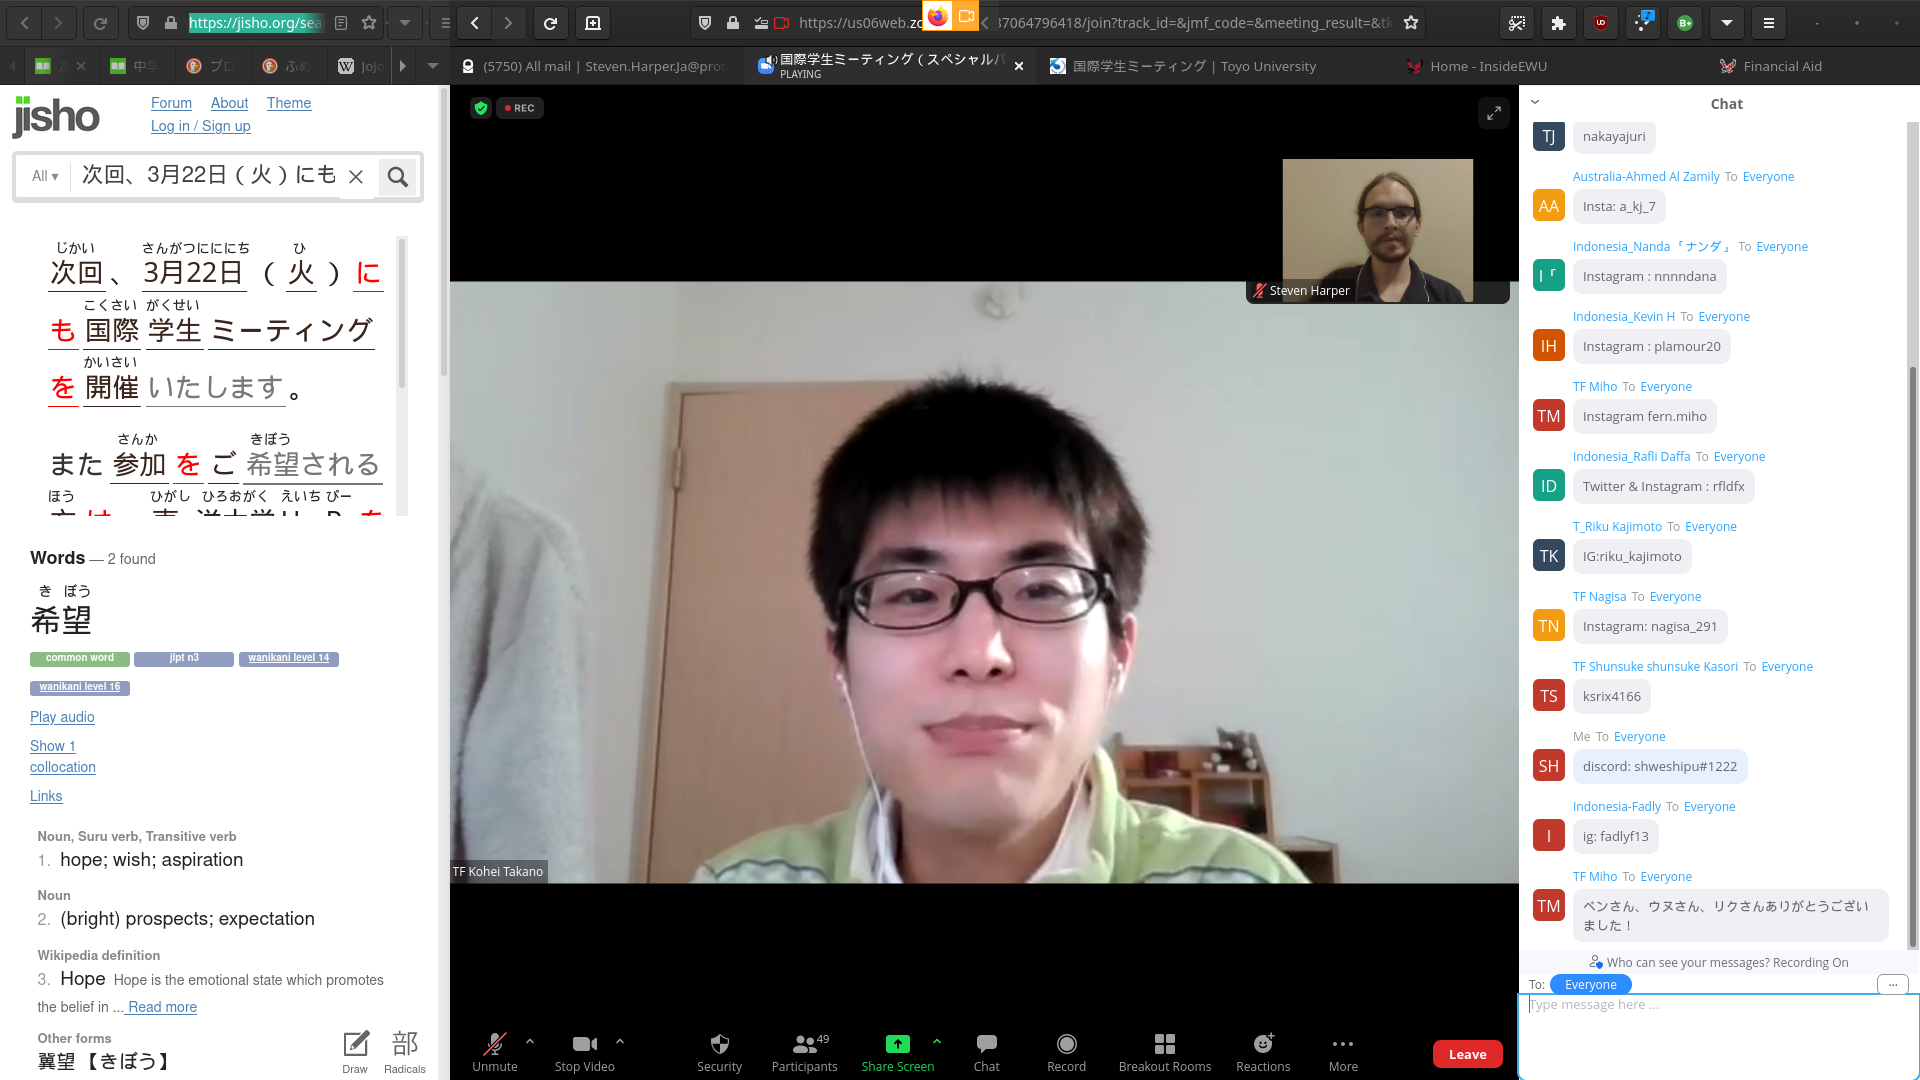 https://jisho.org/sea
https://us06web.zo
37064796418/join?track_id=&jmf_code=&meeting_result=&tk
(5750) All mail | Steven.Harper.Ja@prot
国際学生ミーティング ( スペシャルバ
PLAYING
国際学生ミーティング | Toyo University
Home - InsideEWU
Financial Aid
jisho
Forum About Theme
Log in / Sign up
All ▾ 次回、3月22日 ( 火 ) にも
じかい さんがつにににち ひ
次回 、 3月22日 ( 火 ) に
こくさい がくせい
も 国際 学生 ミーティング
かいさい
を 開催 いたします 。
さんか きぼう
また 参加 を ご 希望される
ほう ひがし ひろおがく えいち ぴー
Words — 2 found
き ぼう
希望
common word jlpt n3 wanikani level 14
wanikani level 16
Play audio
Show 1
collocation
Links
Noun, Suru verb, Transitive verb
1. hope; wish; aspiration
Noun
2. (bright) prospects; expectation
Wikipedia definition
3. Hope Hope is the emotional state which promotes
the belief in ... Read more
Other forms
冀望 【きぼう】
部
Draw Radicals
REC
Steven Harper
TF Kohei Takano
Unmute
Stop Video
Security
49
Participants
Share Screen
Chat
Record
Breakout Rooms
Reactions
More
Leave
Chat
TJ nakayajuri
Australia-Ahmed Al Zamily To Everyone
AA Insta: a_kj_7
Indonesia_Nanda 「ナンダ」 To Everyone
I「 Instagram : nnnndana
Indonesia_Kevin H To Everyone
IH Instagram : plamour20
TF Miho To Everyone
TM Instagram fern.miho
Indonesia_Rafli Daffa To Everyone
ID Twitter & Instagram : rfldfx
T_Riku Kajimoto To Everyone
TK IG:riku_kajimoto
TF Nagisa To Everyone
TN Instagram: nagisa_291
TF Shunsuke shunsuke Kasori To Everyone
TS ksrix4166
Me To Everyone
SH discord: shweshipu#1222
Indonesia-Fadly To Everyone
I ig: fadlyf13
TF Miho To Everyone
TM ベンさん、ウヌさん、リクさんありがとうござい
ました！
Who can see your messages? Recording On
To: Everyone
Type message here ...